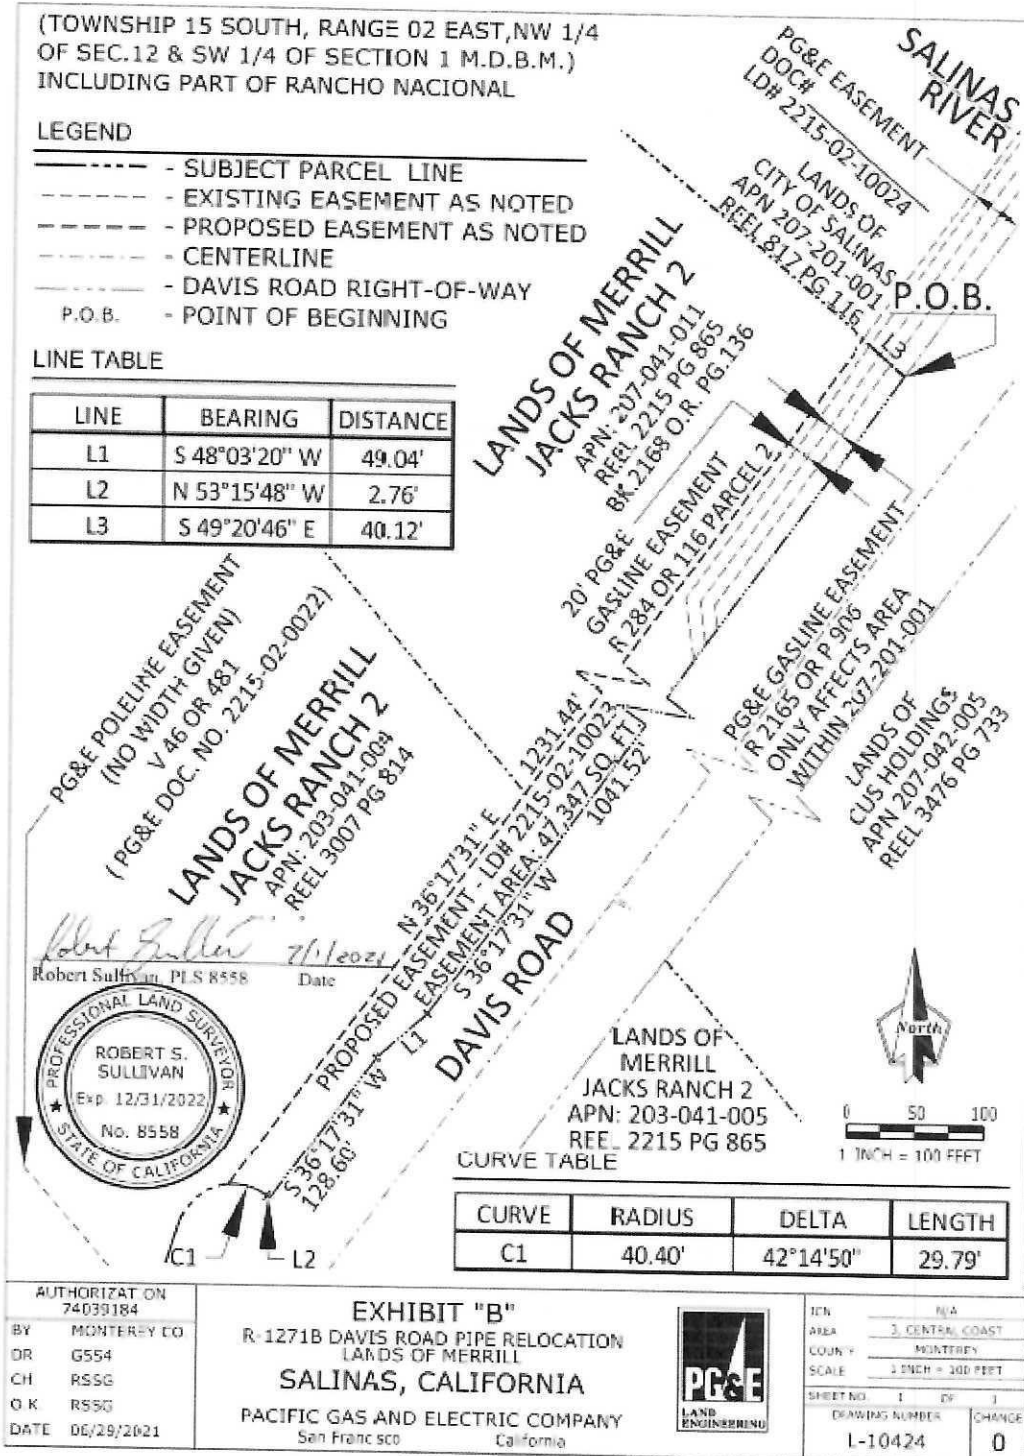 (TOWNSHIP 15 SOUTH, RANGE 02 EAST,NW 1/4
OF SEC.12 & SW 1/4 OF SECTION 1 M.D.B.M.)
INCLUDING PART OF RANCHO NACIONAL
LEGEND
- SUBJECT PARCEL LINE
- EXISTING EASEMENT AS NOTED
- PROPOSED EASEMENT AS NOTED
- CENTERLINE
- DAVIS ROAD RIGHT-OF-WAY
P.O.B. - POINT OF BEGINNING
LINE TABLE
LINE BEARING DISTANCE
L1 S 48°03'20" W 49.04'
L2 N 53°15'48" W 2.76'
L3 S 49°20'46" E 40.12'
PG&E EASEMENT
DOC#
LD# 2215-02-10024
SALINAS
RIVER
LANDS OF
CITY OF SALINAS
APN 207-201-001
REEL 817 PG 116
P.O.B.
L3
LANDS OF MERRILL
JACKS RANCH 2
APN: 207-041-011
REEL 2215 PG 865
BK.2168 O.R. PG.136
20' PG&E
GASLINE EASEMENT
R 284 OR 116 PARCEL 2
PG&E GASLINE EASEMENT
R 2165 OR P 906
ONLY AFFECTS AREA
WITHIN 207-201-001
LANDS OF
CUS HOLDINGS
APN 207-042-005
REEL 3476 PG 733
PG&E POLELINE EASEMENT
(NO WIDTH GIVEN)
V 46 OR 481
( PG&E DOC. NO. 2215-02-0022)
LANDS OF MERRILL
JACKS RANCH 2
APN: 203-041-004
REEL 3007 PG 814
N 36°17'31" E 1231.44'
PROPOSED EASEMENT - LD# 2215-02-10023
EASEMENT AREA: 47,347 SQ.FT.
S 36°17'31" W 1041.52'
L1
DAVIS ROAD
S 36°17'31" W
128.60'
C1
L2
Robert Sullivan 7/1/2021
Robert Sullivan, PLS 8558 Date
PROFESSIONAL LAND SURVEYOR
ROBERT S.
SULLIVAN
Exp. 12/31/2022
No. 8558
STATE OF CALIFORNIA
LANDS OF
MERRILL
JACKS RANCH 2
APN: 203-041-005
REEL 2215 PG 865
North
0 50 100
1 INCH = 100 FEET
CURVE TABLE
CURVE RADIUS DELTA LENGTH
C1 40.40' 42°14'50" 29.79'
AUTHORIZATION
74039184
BY MONTEREY CO
DR G554
CH RSSG
O.K RSSG
DATE 06/29/2021
EXHIBIT "B"
R-1271B DAVIS ROAD PIPE RELOCATION
LANDS OF MERRILL
SALINAS, CALIFORNIA
PACIFIC GAS AND ELECTRIC COMPANY
San Francisco California
PG&E
LAND
ENGINEERING
N/A
AREA 3, CENTRAL COAST
COUNTY MONTEREY
SCALE 1 INCH = 100 FEET
SHEET NO. 1 OF 1
DRAWING NUMBER CHANGE
L-10424 0